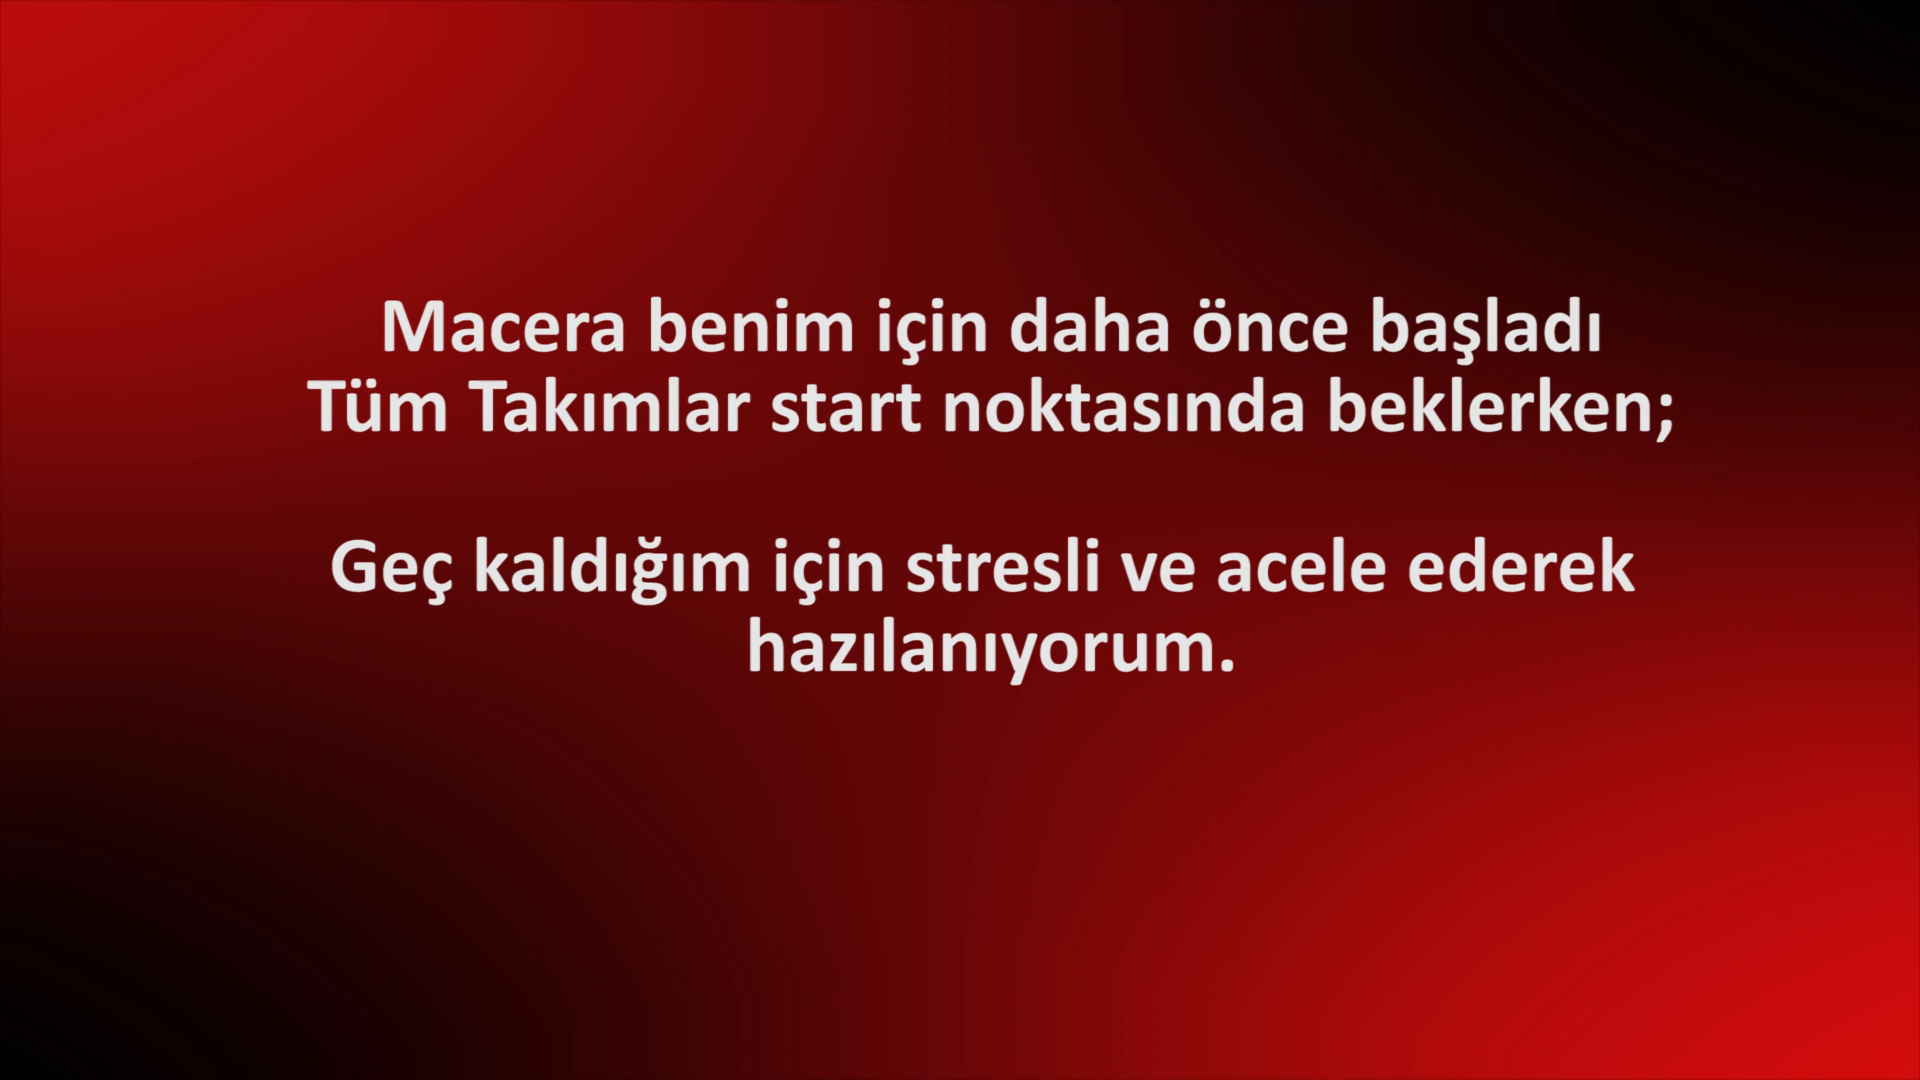 Macera benim için daha önce başladı
Tüm Takımlar start noktasında beklerken;
Geç kaldığım için stresli ve acele ederek
hazılanıyorum.